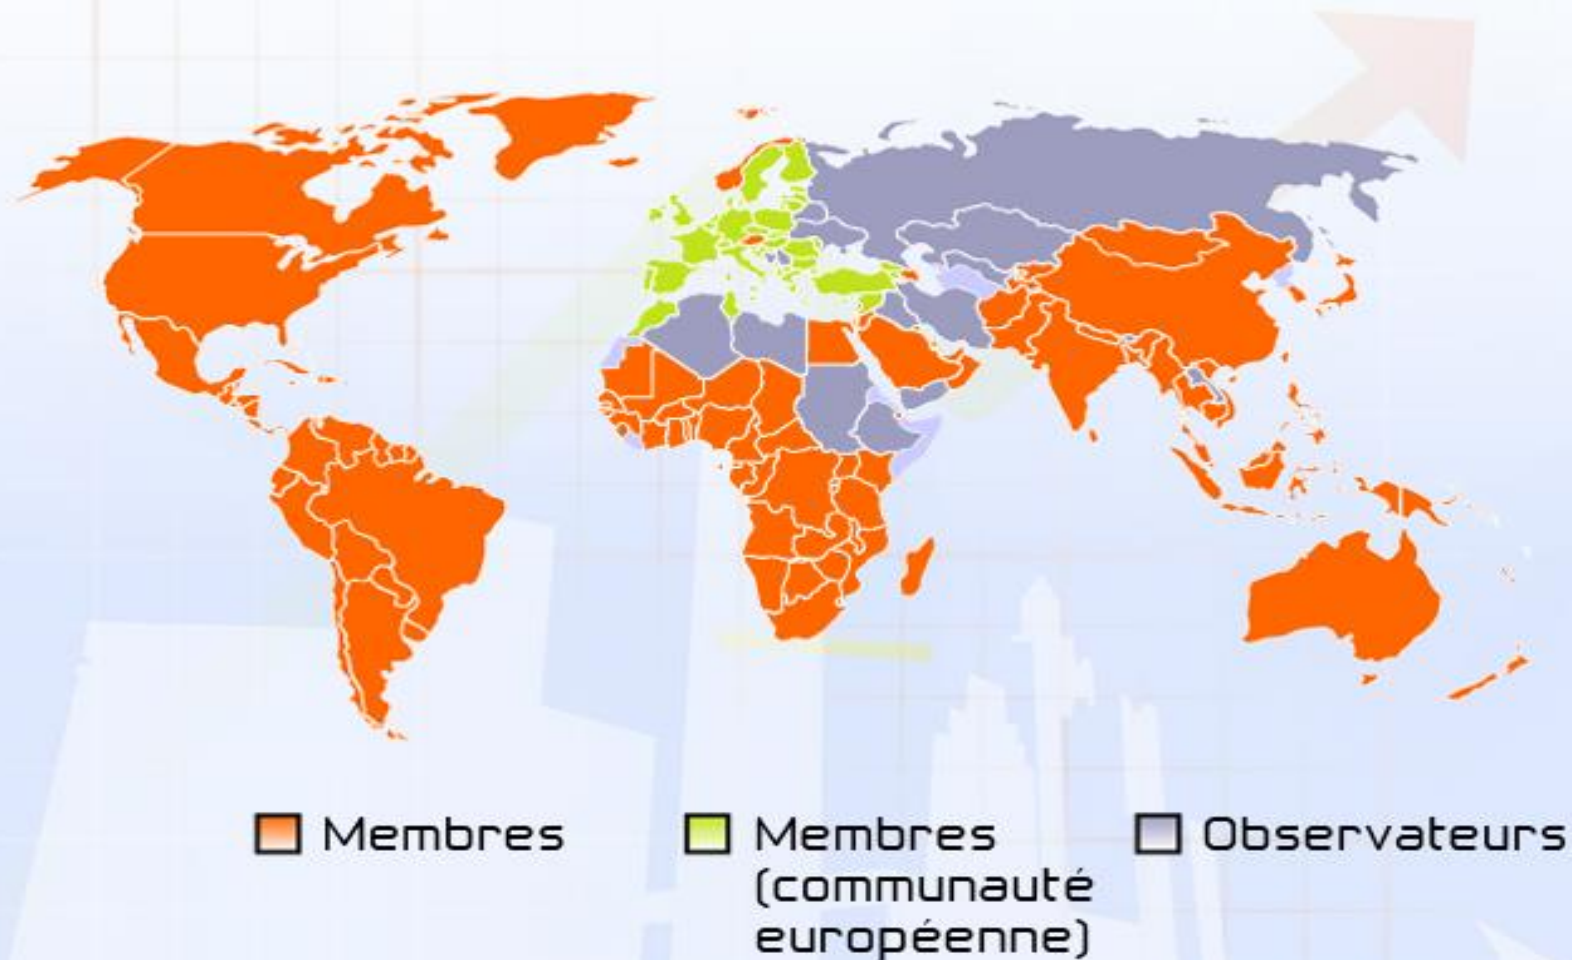 Membres
Membres
(communauté
européenne)
Observateurs